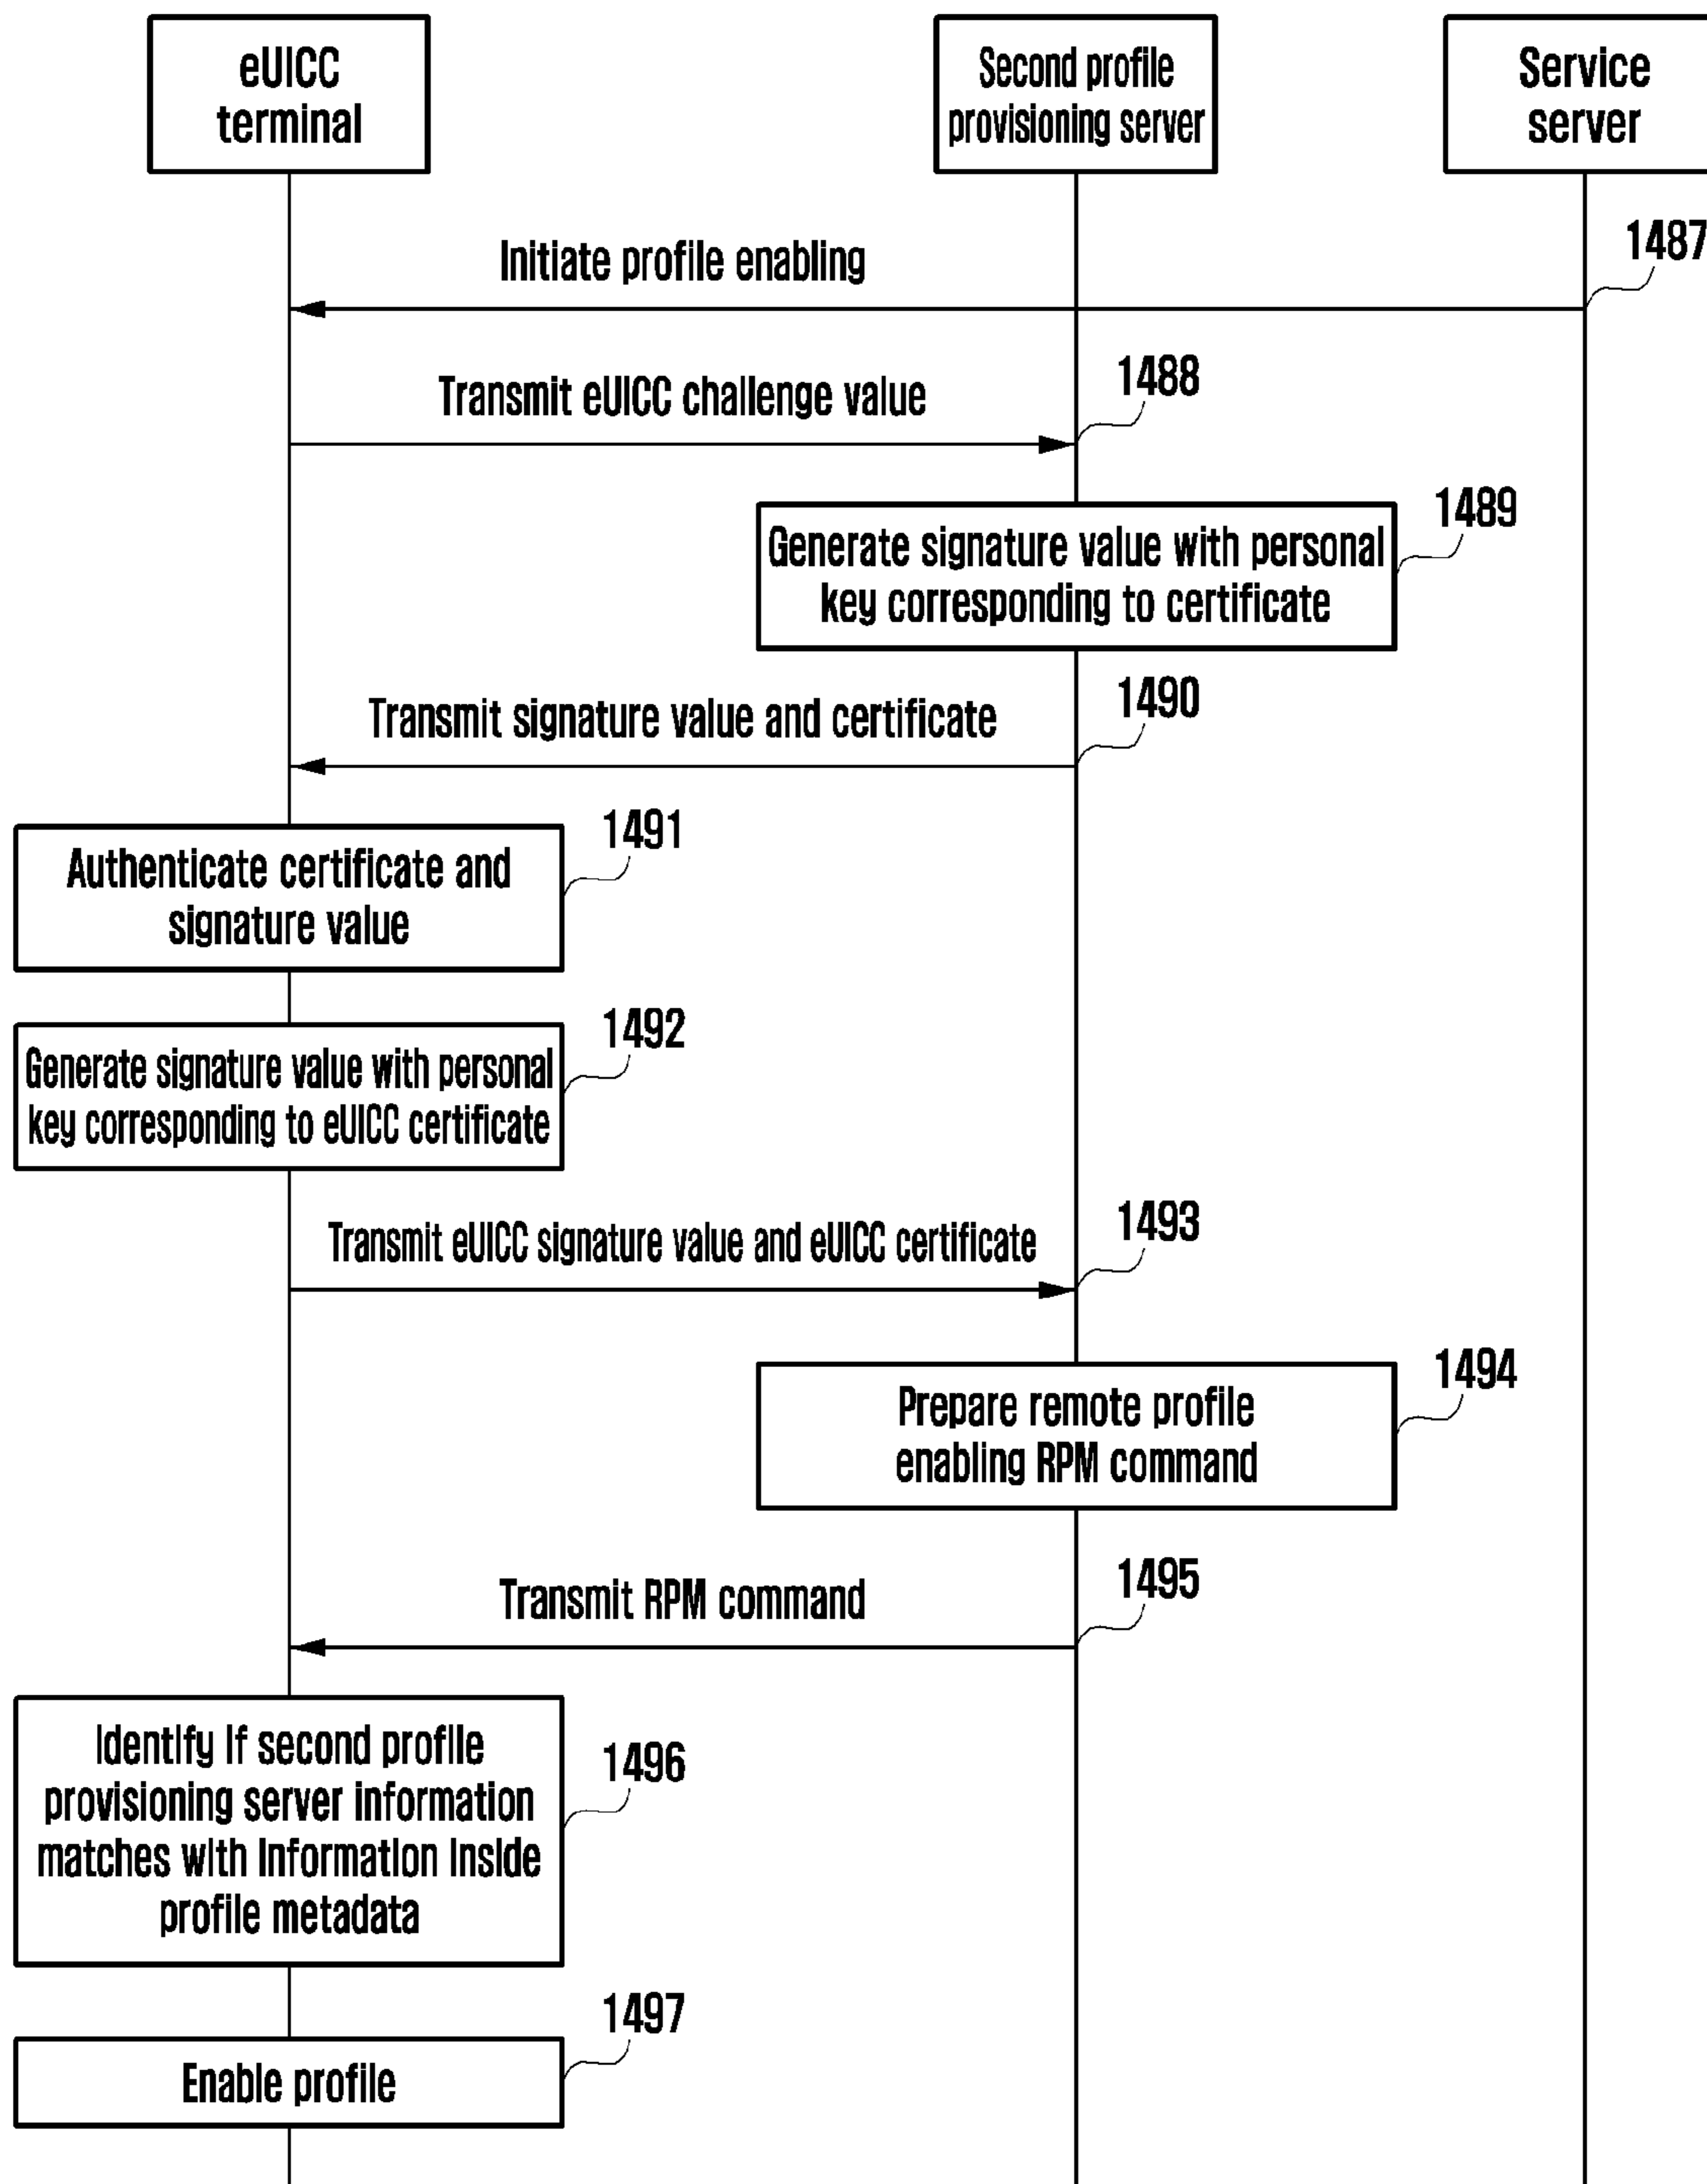 eUICC
terminal
Second profile
provisioning server
Service
server
1487
Initiate profile enabling
1488
Transmit eUICC challenge value
1489
Generate signature value with personal
key corresponding to certificate
1490
Transmit signature value and certificate
1491
Authenticate certificate and
signature value
1492
Generate signature value with personal
key corresponding to eUICC certificate
1493
Transmit eUICC signature value and eUICC certificate
1494
Prepare remote profile
enabling RPM command
1495
Transmit RPM command
Identify if second profile
provisioning server information
matches with information inside
profile metadata
1496
1497
Enable profile